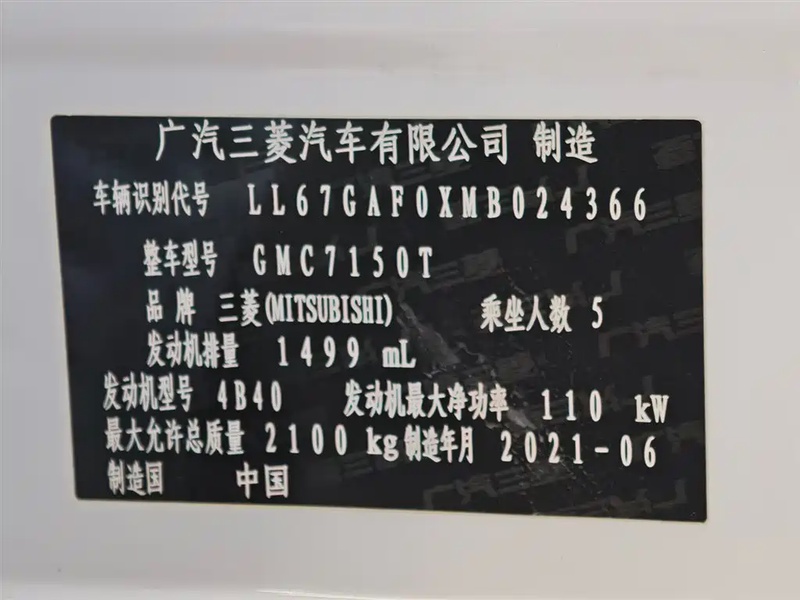 广汽三菱汽车有限公司 制造
车辆识别代号 LL67GAF0XMB024366
整车型号 GMC7150T
品牌 三菱(MITSUBISHI) 乘坐人数 5
发动机排量 1499 mL
发动机型号 4B40 发动机最大净功率 110 kW
最大允许总质量 2100 kg 制造年月 2021-06
制造国 中国